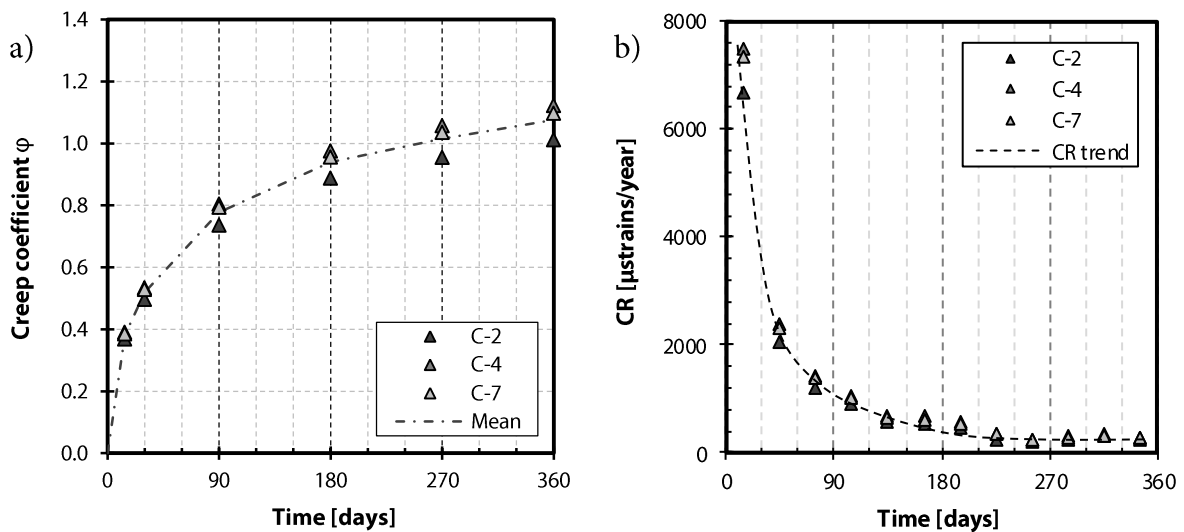 a)
Creep coefficient φ
1.4
1.2
1.0
0.8
0.6
0.4
0.2
0.0
0
90
180
270
360
Time [days]
C-2
C-4
C-7
Mean
b)
CR [µstrains/year]
8000
6000
4000
2000
0
0
90
180
270
360
Time [days]
C-2
C-4
C-7
CR trend